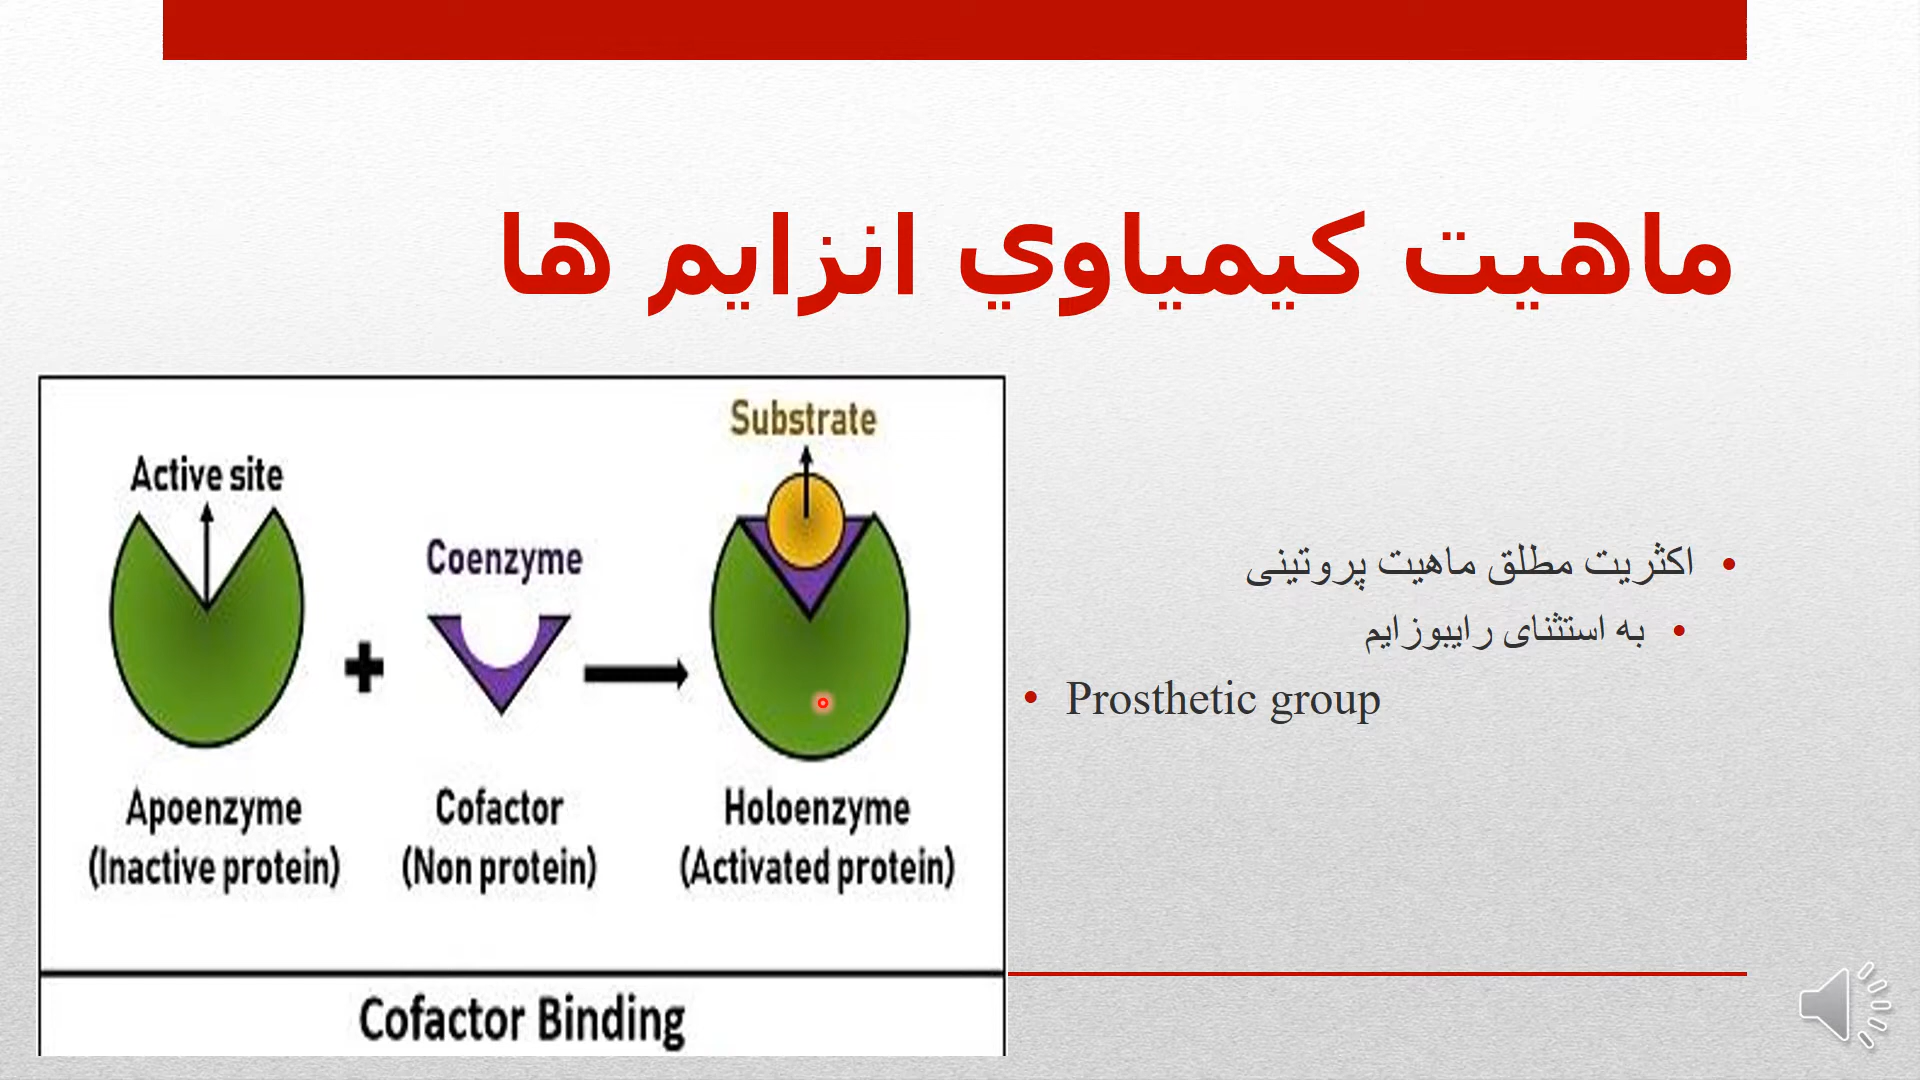 ماهيت كيمياوي انزايم ها
اکثریت مطلق ماهیت پروتینی
به استثنای رایبوزایم
Prosthetic group
Substrate
Active site
Coenzyme
Apoenzyme
(Inactive protein)
Cofactor
(Non protein)
Holoenzyme
(Activated protein)
Cofactor Binding